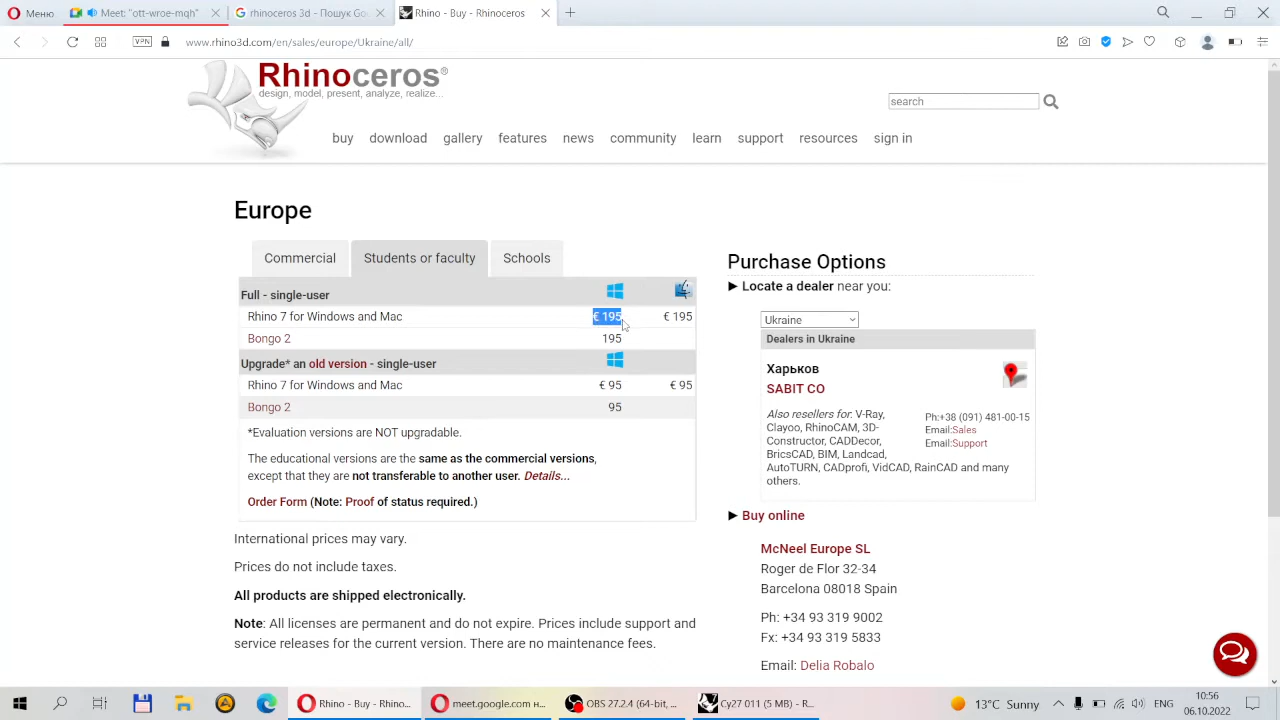 Меню
Meet – "owt-rroe-mqh"
G google 3 - Google Поис
Rhino - Buy - Rhinoceros
VPN
www.rhino3d.com/en/sales/europe/Ukraine/all/
Rhinoceros®
design, model, present, analyze, realize...
search
buy download gallery features news community learn support resources sign in
Europe
Commercial Students or faculty Schools
Full - single-user
Rhino 7 for Windows and Mac € 195 € 195
Bongo 2 195
Upgrade* an old version - single-user
Rhino 7 for Windows and Mac € 95 € 95
Bongo 2 95
*Evaluation versions are NOT upgradable.
The educational versions are the same as the commercial versions,
except that they are not transferable to another user. Details...
Order Form (Note: Proof of status required.)
International prices may vary.
Prices do not include taxes.
All products are shipped electronically.
Note: All licenses are permanent and do not expire. Prices include support and
service releases for the current version. There are no maintenance fees.
Purchase Options
Locate a dealer near you:
Ukraine
Dealers in Ukraine
Харьков
SABIT CO
Also resellers for: V-Ray,
Clayoo, RhinoCAM, 3D-
Constructor, CADDecor,
BricsCAD, BIM, Landcad,
AutoTURN, CADprofi, VidCAD, RainCAD and many
others.
Ph:+38 (091) 481-00-15
Email:Sales
Email:Support
Buy online
McNeel Europe SL
Roger de Flor 32-34
Barcelona 08018 Spain
Ph: +34 93 319 9002
Fx: +34 93 319 5833
Email: Delia Robalo
Rhino - Buy - Rhinoc...
meet.google.com и...
OBS 27.2.4 (64-bit, ...
Су27 011 (5 MB) - R...
13°C Sunny
ENG
10:56
06.10.2022